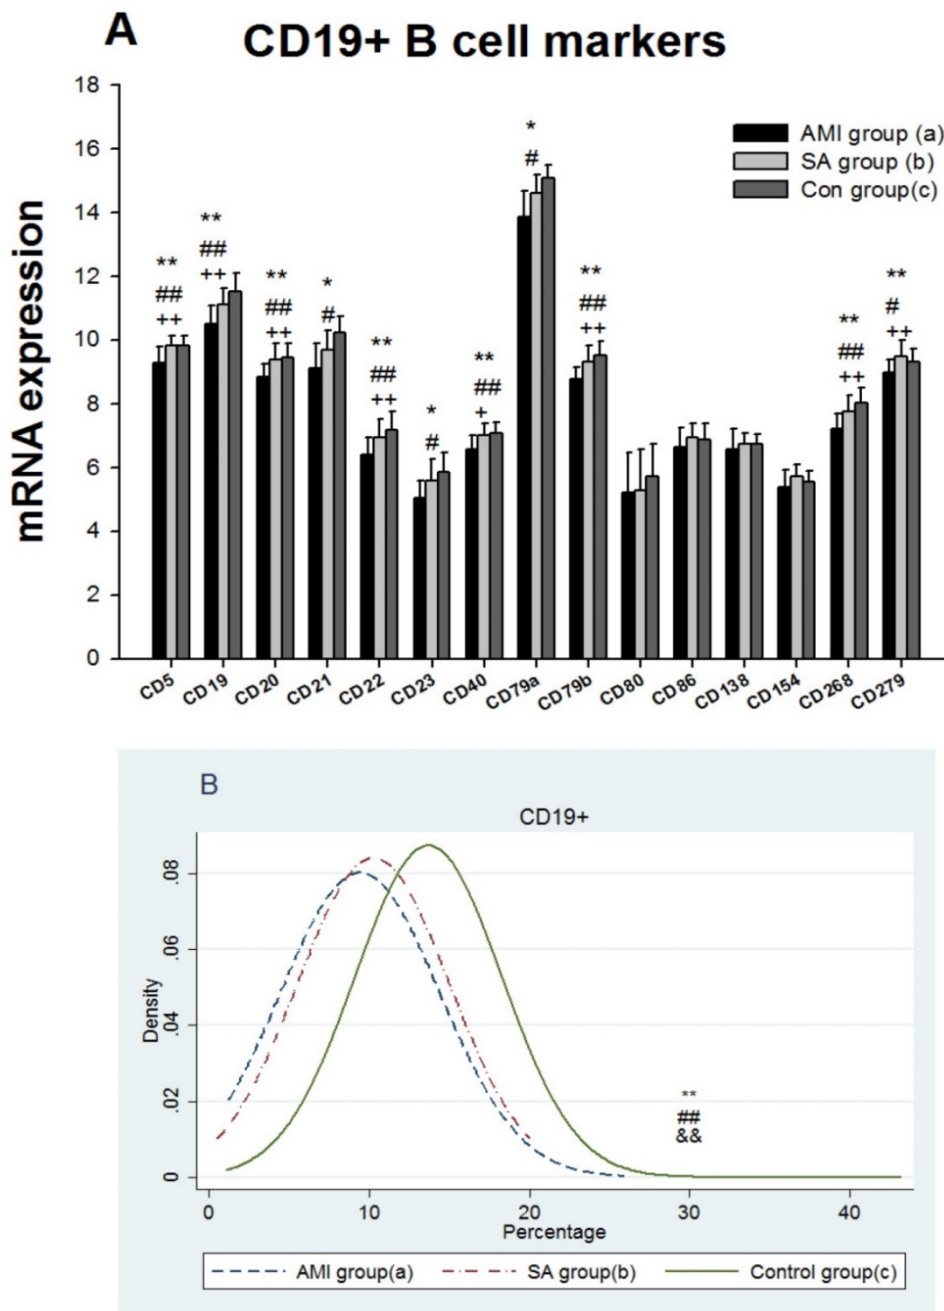 A
CD19+ B cell markers
mRNA expression
18
16
14
12
10
8
6
4
2
0
AMI group (a)
SA group (b)
Con group(c)
**
##
++
**
##
++
**
##
++
*
#
**
##
++
*
#
**
##
+
*
#
**
##
++
**
##
++
**
#
++
CD5
CD19
CD20
CD21
CD22
CD23
CD40
CD79a
CD79b
CD80
CD86
CD138
CD154
CD268
CD279
B
CD19+
Density
.08
.06
.04
.02
0
**
##
&&
0 10 20 30 40
Percentage
AMI group(a) SA group(b) Control group(c)